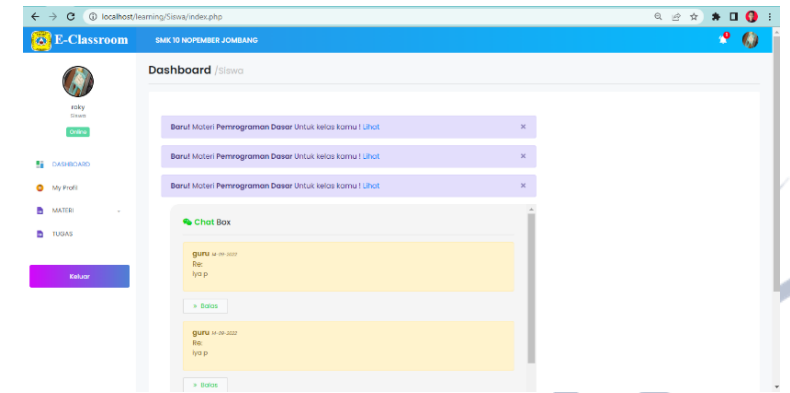 localhost/learning/Siswa/index.php
E-Classroom
SMK 10 NOPEMBER JOMBANG
Dashboard /Siswa
roky
Online
DASHBOARD
My Profil
MATERI
TUGAS
Keluar
Baru! Materi Pemrograman Dasar Untuk kelas kamu ! Lihat
×
Baru! Materi Pemrograman Dasar Untuk kelas kamu ! Lihat
×
Baru! Materi Pemrograman Dasar Untuk kelas kamu ! Lihat
×
Chat Box
guru
Re:
iya p
Balas
guru
Re:
iya p
Balas